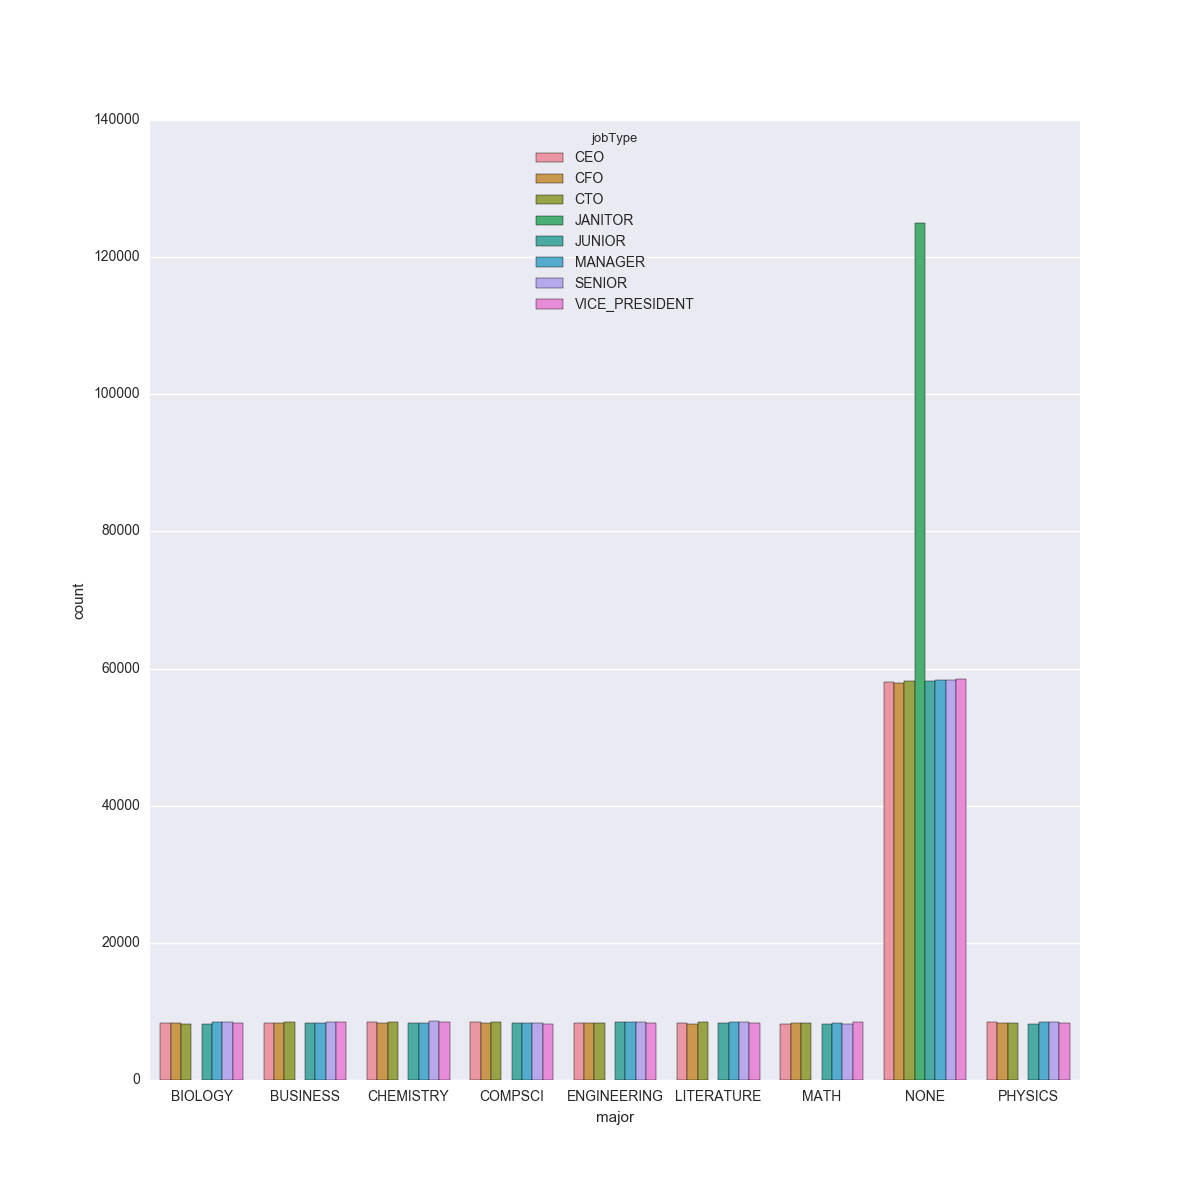 140000
120000
100000
80000
60000
40000
20000
0
count
jobType
CEO
CFO
CTO
JANITOR
JUNIOR
MANAGER
SENIOR
VICE_PRESIDENT
BIOLOGY BUSINESS CHEMISTRY COMPSCI ENGINEERING LITERATURE MATH NONE PHYSICS
major